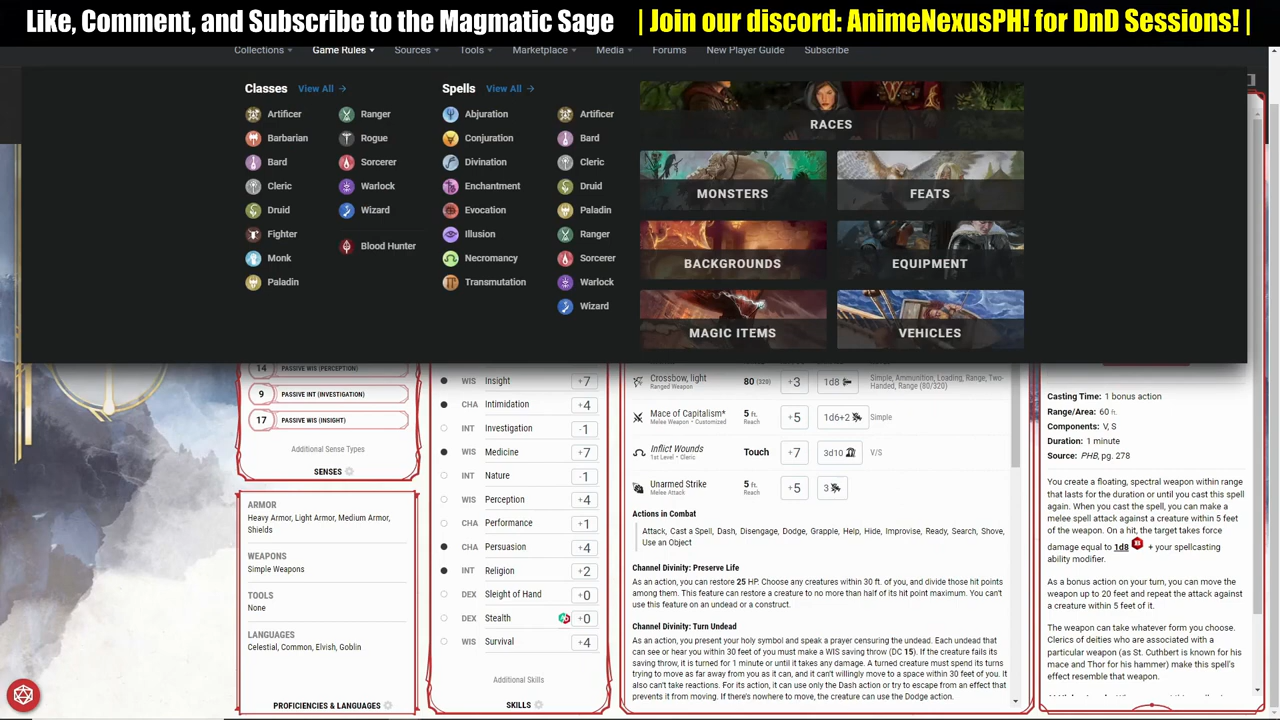 Like, Comment, and Subscribe to the Magmatic Sage | Join our discord: AnimeNexusPH! for DnD Sessions! |
Collections Game Rules Sources Tools Marketplace Media Forums New Player Guide Subscribe
Classes View All →
Artificer
Barbarian
Bard
Cleric
Druid
Fighter
Monk
Paladin
Ranger
Rogue
Sorcerer
Warlock
Wizard
Blood Hunter
Spells View All →
Abjuration
Conjuration
Divination
Enchantment
Evocation
Illusion
Necromancy
Transmutation
Artificer
Bard
Cleric
Druid
Paladin
Ranger
Sorcerer
Warlock
Wizard
RACES
MONSTERS
FEATS
BACKGROUNDS
EQUIPMENT
MAGIC ITEMS
VEHICLES
14 PASSIVE WIS (PERCEPTION)
9 PASSIVE INT (INVESTIGATION)
17 PASSIVE WIS (INSIGHT)
Additional Sense Types
SENSES
ARMOR
Heavy Armor, Light Armor, Medium Armor,
Shields
WEAPONS
Simple Weapons
TOOLS
None
LANGUAGES
Celestial, Common, Elvish, Goblin
PROFICIENCIES & LANGUAGES
WIS Insight +7
CHA Intimidation +4
INT Investigation -1
WIS Medicine +7
INT Nature -1
WIS Perception +4
CHA Performance +1
CHA Persuasion +4
INT Religion +2
DEX Sleight of Hand +0
DEX Stealth +0
WIS Survival +4
Additional Skills
SKILLS
Crossbow, light 80 (320) +3 1d8 Simple, Ammunition, Loading, Range, Two-
Ranged Weapon Handed, Range (80/320)
Mace of Capitalism* 5 ft. +5 1d6+2 Simple
Melee Weapon • Customized Reach
Inflict Wounds Touch +7 3d10 V/S
1st Level • Cleric
Unarmed Strike 5 ft. +5 3
Melee Attack Reach
Actions in Combat
Attack, Cast a Spell, Dash, Disengage, Dodge, Grapple, Help, Hide, Improvise, Ready, Search, Shove,
Use an Object
Channel Divinity: Preserve Life
As an action, you can restore 25 HP. Choose any creatures within 30 ft. of you, and divide those hit points
among them. This feature can restore a creature to no more than half of its hit point maximum. You can't
use this feature on an undead or a construct.
Channel Divinity: Turn Undead
As an action, you present your holy symbol and speak a prayer censuring the undead. Each undead that
can see or hear you within 30 feet of you must make a WIS saving throw (DC 15). If the creature fails its
saving throw, it is turned for 1 minute or until it takes any damage. A turned creature must spend its turns
trying to move as far away from you as it can, and it can't willingly move to a space within 30 feet of you. It
also can't take reactions. For its action, it can use only the Dash action or try to escape from an effect that
prevents it from moving. If there's nowhere to move, the creature can use the Dodge action.
Casting Time: 1 bonus action
Range/Area: 60 ft.
Components: V, S
Duration: 1 minute
Source: PHB, pg. 278
You create a floating, spectral weapon within range
that lasts for the duration or until you cast this spell
again. When you cast the spell, you can make a
melee spell attack against a creature within 5 feet
of the weapon. On a hit, the target takes force
damage equal to 1d8 + your spellcasting
ability modifier.
As a bonus action on your turn, you can move the
weapon up to 20 feet and repeat the attack against
a creature within 5 feet of it.
The weapon can take whatever form you choose.
Clerics of deities who are associated with a
particular weapon (as St. Cuthbert is known for his
mace and Thor for his hammer) make this spell's
effect resemble that weapon.